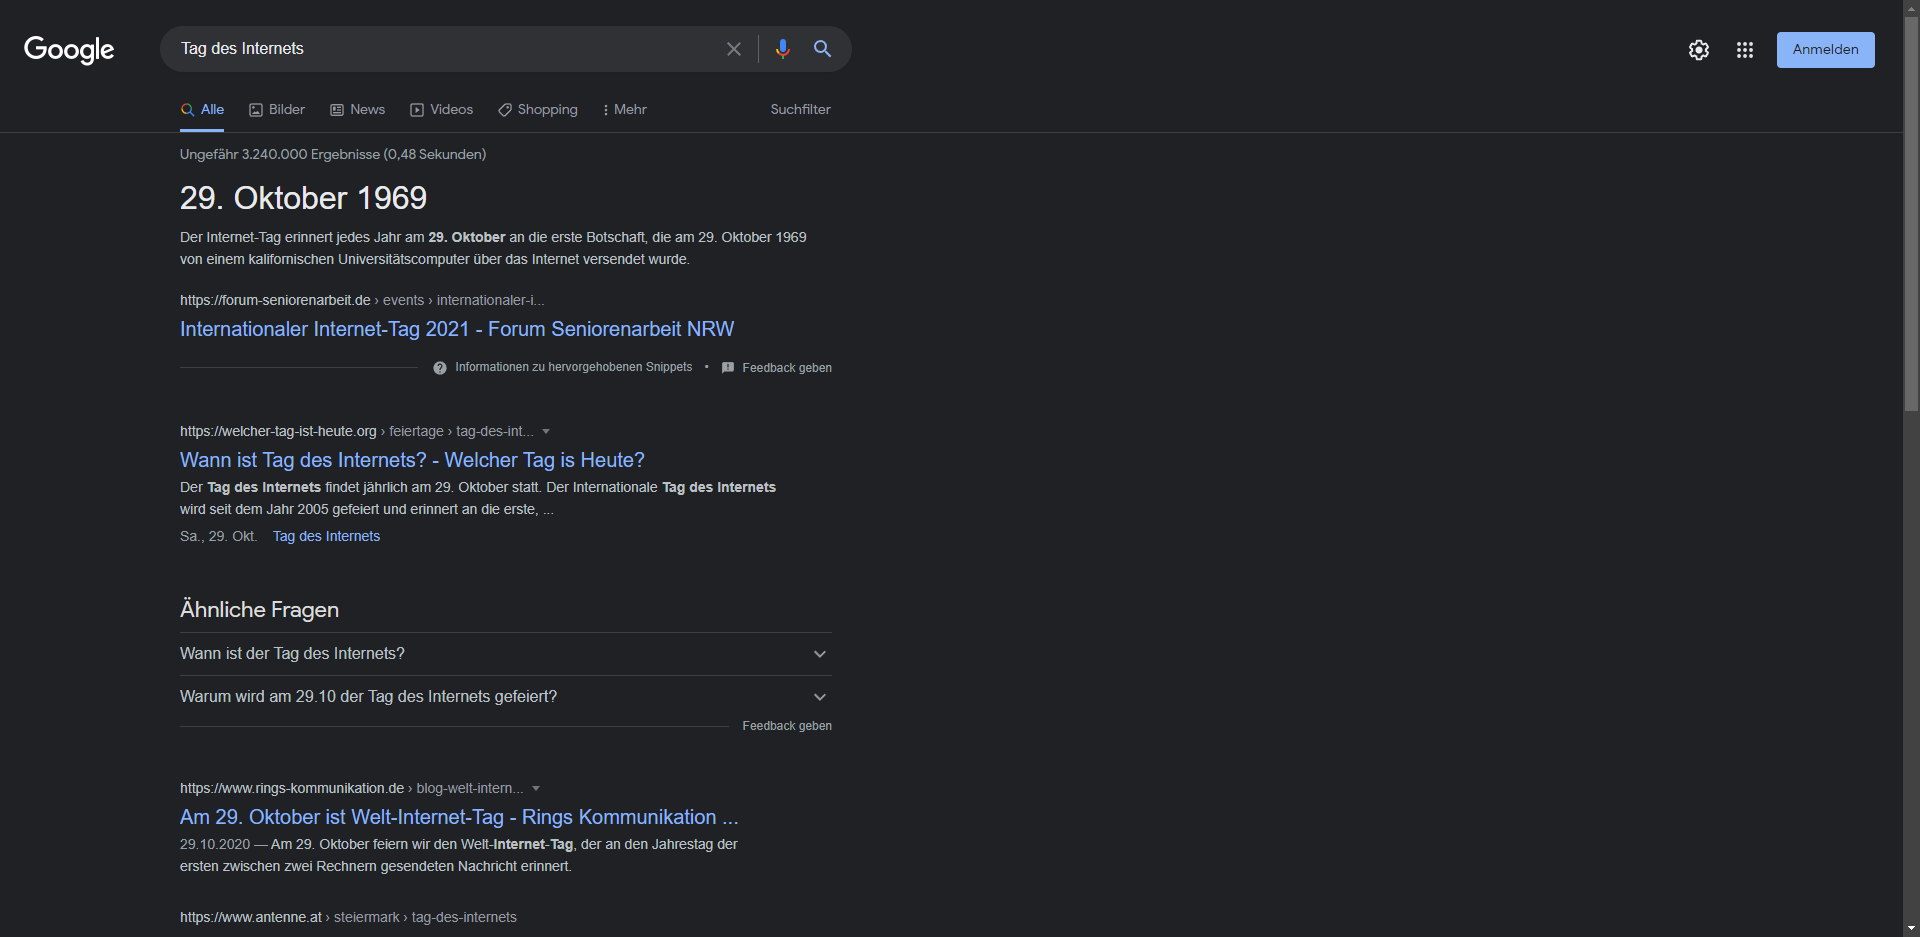 Google
Tag des Internets
Anmelden
Alle
Bilder
News
Videos
Shopping
Mehr
Suchfilter
Ungefähr 3.240.000 Ergebnisse (0,48 Sekunden)
29. Oktober 1969
Der Internet-Tag erinnert jedes Jahr am 29. Oktober an die erste Botschaft, die am 29. Oktober 1969
von einem kalifornischen Universitätscomputer über das Internet versendet wurde.
https://forum-seniorenarbeit.de › events › internationaler-i...
Internationaler Internet-Tag 2021 - Forum Seniorenarbeit NRW
Informationen zu hervorgehobenen Snippets • Feedback geben
https://welcher-tag-ist-heute.org › feiertage › tag-des-int...
Wann ist Tag des Internets? - Welcher Tag is Heute?
Der Tag des Internets findet jährlich am 29. Oktober statt. Der Internationale Tag des Internets
wird seit dem Jahr 2005 gefeiert und erinnert an die erste, ...
Sa., 29. Okt. Tag des Internets
Ähnliche Fragen
Wann ist der Tag des Internets?
Warum wird am 29.10 der Tag des Internets gefeiert?
Feedback geben
https://www.rings-kommunikation.de › blog-welt-intern...
Am 29. Oktober ist Welt-Internet-Tag - Rings Kommunikation ...
29.10.2020 — Am 29. Oktober feiern wir den Welt-Internet-Tag, der an den Jahrestag der
ersten zwischen zwei Rechnern gesendeten Nachricht erinnert.
https://www.antenne.at › steiermark › tag-des-internets